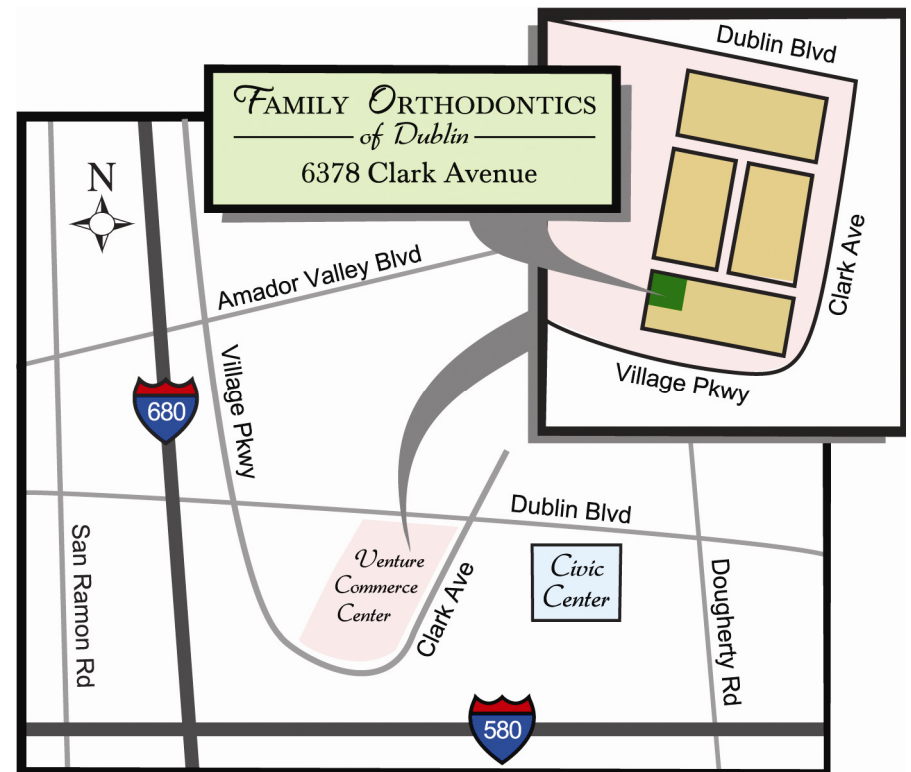 Dublin Blvd
FAMILY ORTHODONTICS
of Dublin
6378 Clark Avenue
N
Clark Ave
Amador Valley Blvd
Village Pkwy
Village Pkwy
680
Dublin Blvd
San Ramon Rd
Venture
Commerce
Center
Clark Ave
Civic
Center
Dougherty Rd
580